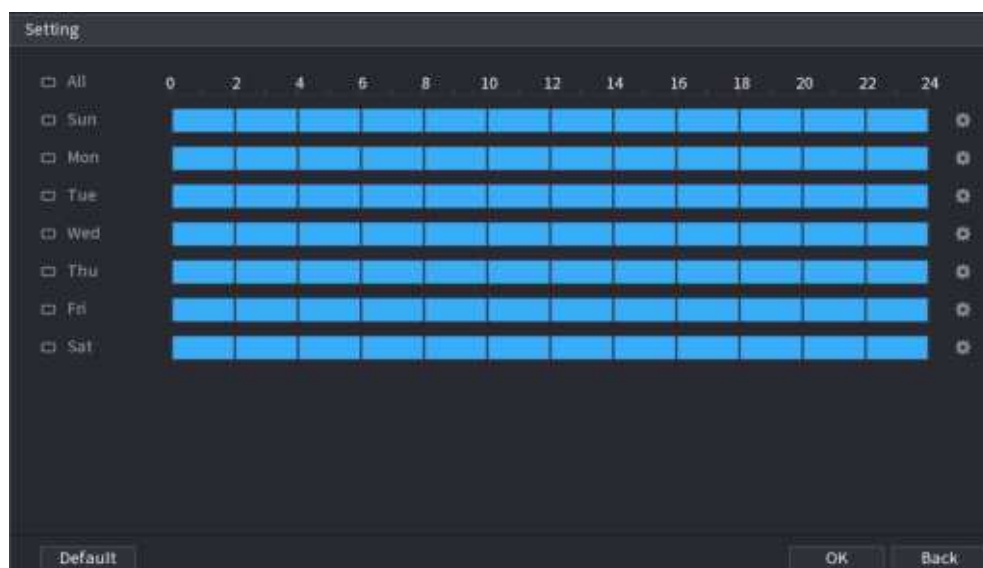 Setting
All 0 2 4 6 8 10 12 14 16 18 20 22 24
Sun
Mon
Tue
Wed
Thu
Fri
Sat
Default OK Back